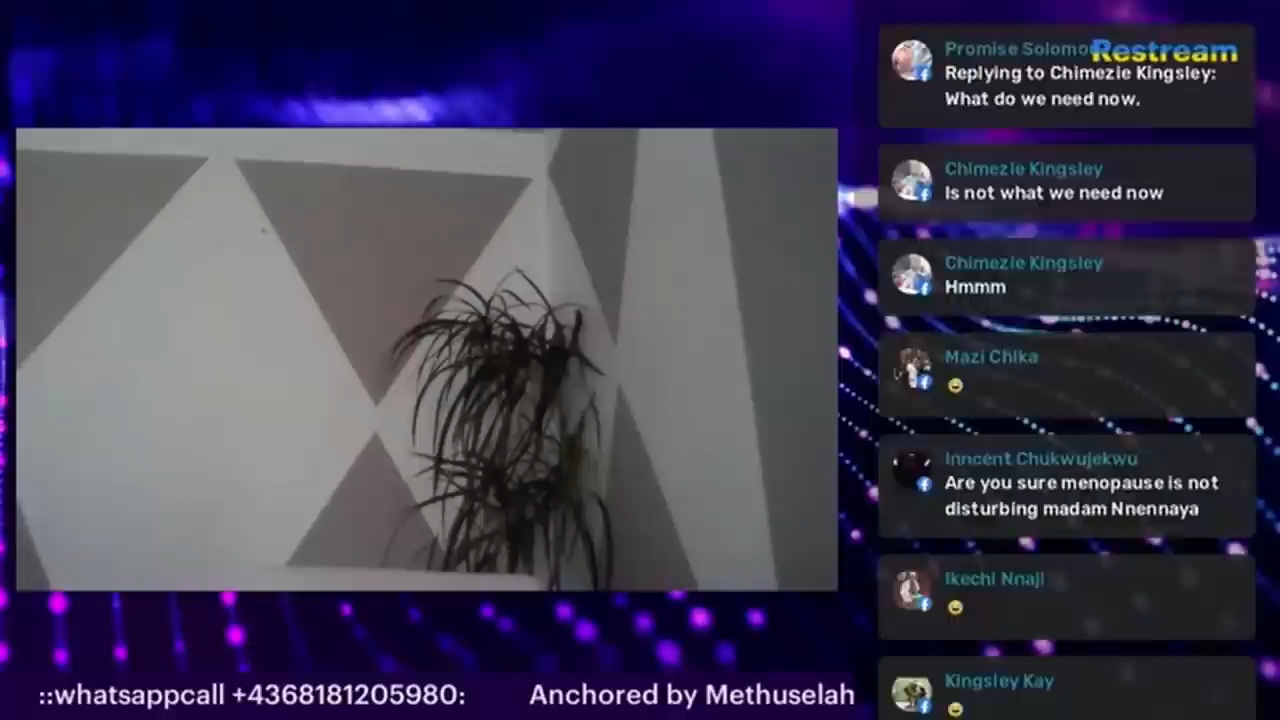 Promise Solomo
Restream
Replying to Chimezie Kingsley:
What do we need now.
Chimezie Kingsley
Is not what we need now
Chimezie Kingsley
Hmmm
Mazi Chika
Inncent Chukwujekwu
Are you sure menopause is not
disturbing madam Nnennaya
Ikechi Nnaji
Kingsley Kay
::whatsappcall +4368181205980:
Anchored by Methuselah